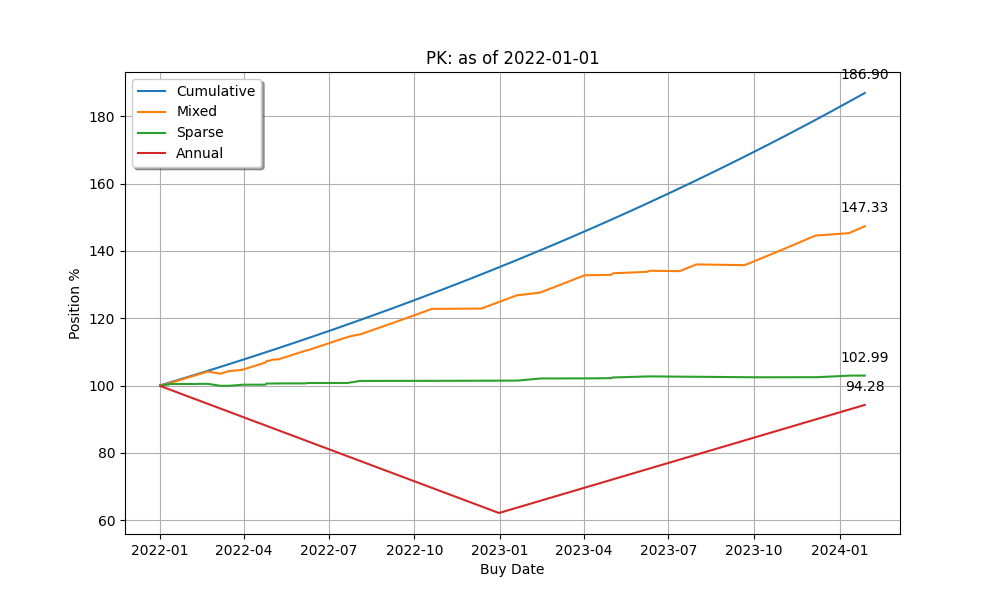 PK: as of 2022-01-01
Cumulative
Mixed
Sparse
Annual
186.90
147.33
102.99
94.28
Position %
180
160
140
120
100
80
60
2022-01 2022-04 2022-07 2022-10 2023-01 2023-04 2023-07 2023-10 2024-01
Buy Date